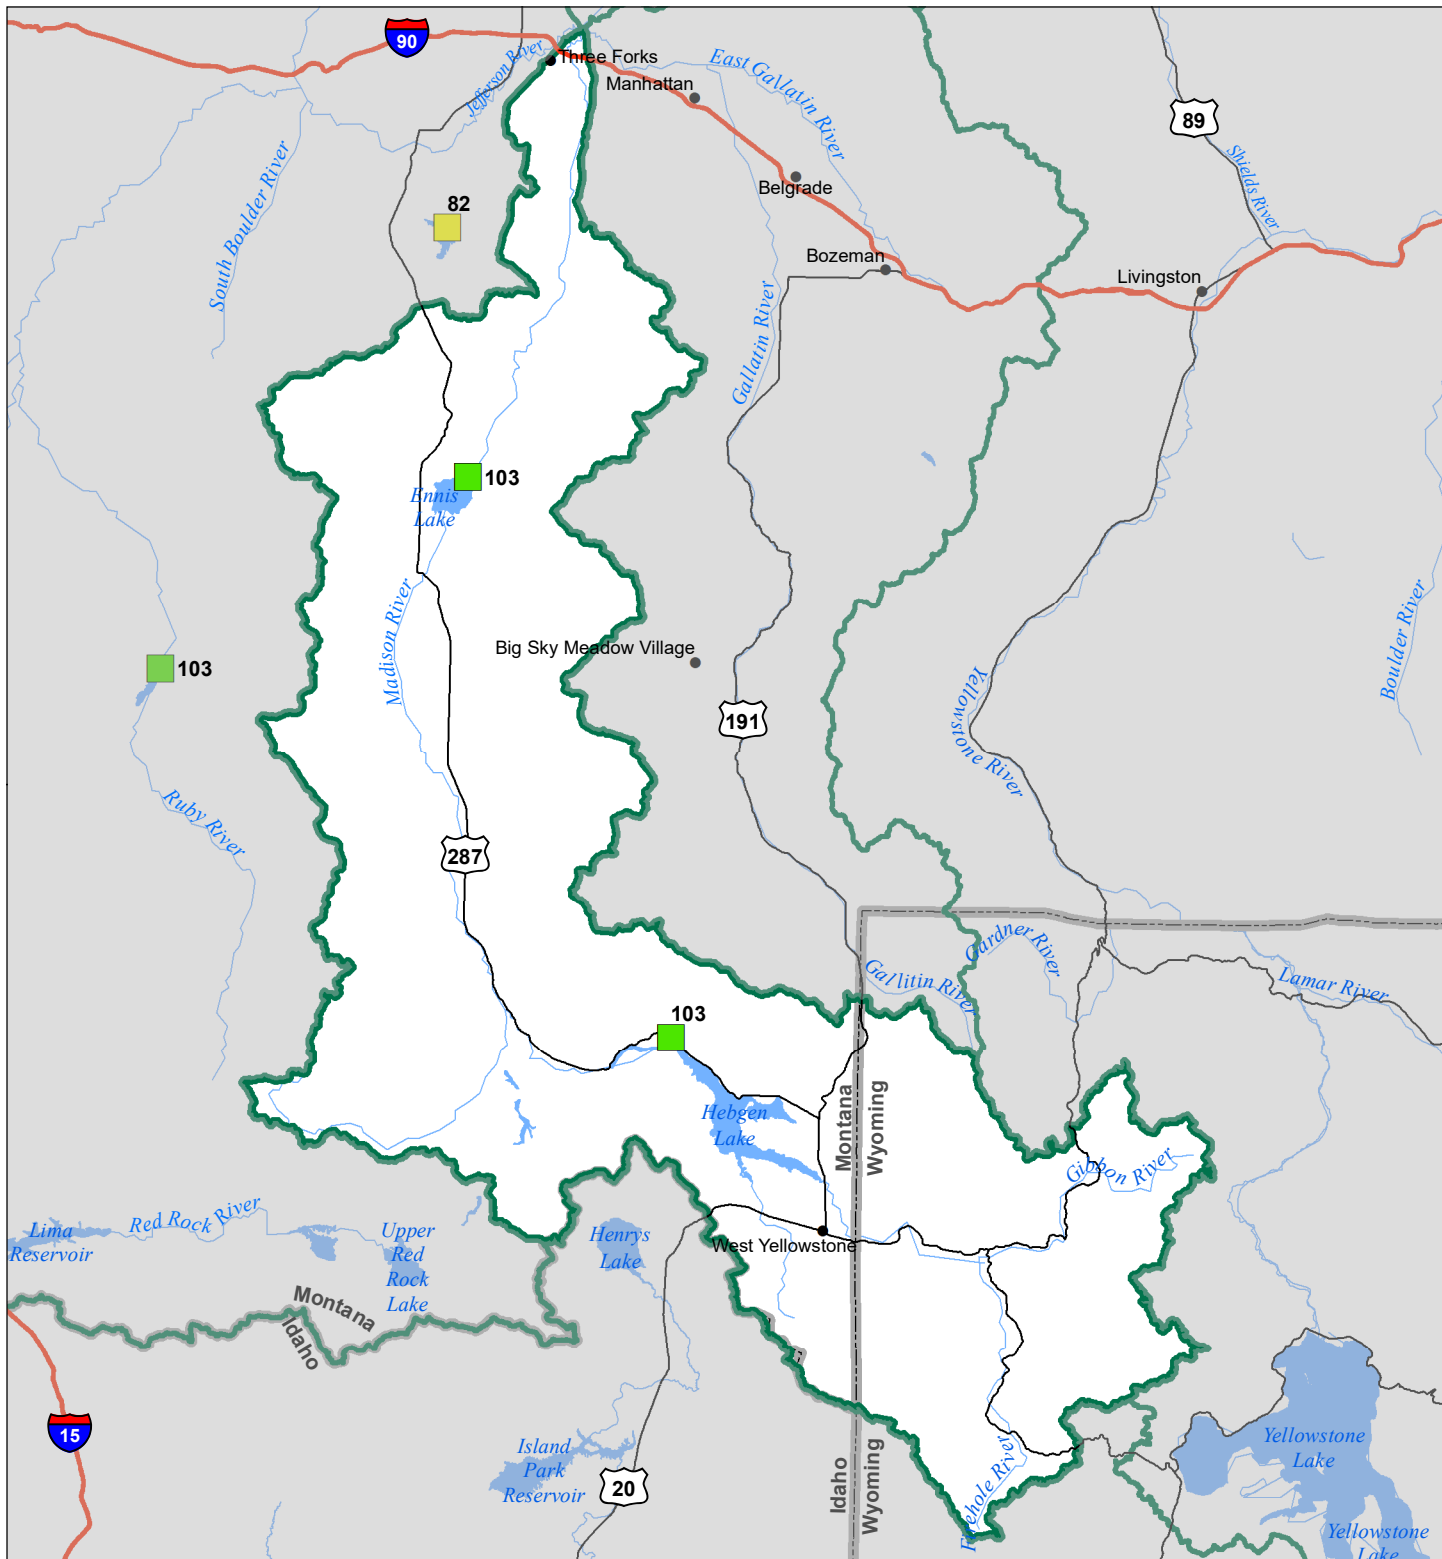 90
Jefferson River
Three Forks
Manhattan
East Gallatin River
89
Shields River
Belgrade
South Boulder River
82
Bozeman
Livingston
Gallatin River
103
Ennis
Lake
Madison River
Big Sky Meadow Village
103
Boulder River
Yellowstone River
191
Ruby River
287
Gardner River
Gallitin River
Lamar River
103
Hebgen
Lake
Montana
Wyoming
Gibbon River
Red Rock River
Lima
Reservoir
Upper
Red
Rock
Lake
Henrys
Lake
West Yellowstone
Montana
Idaho
15
Island
Park
Reservoir
20
Idaho
Wyoming
Firehole River
Yellowstone
Lake
Yellowstone
Lake